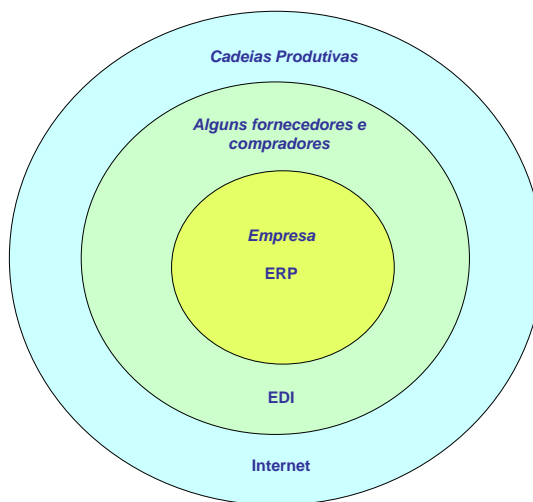 Cadeias Produtivas
Alguns fornecedores e
compradores
Empresa
ERP
EDI
Internet